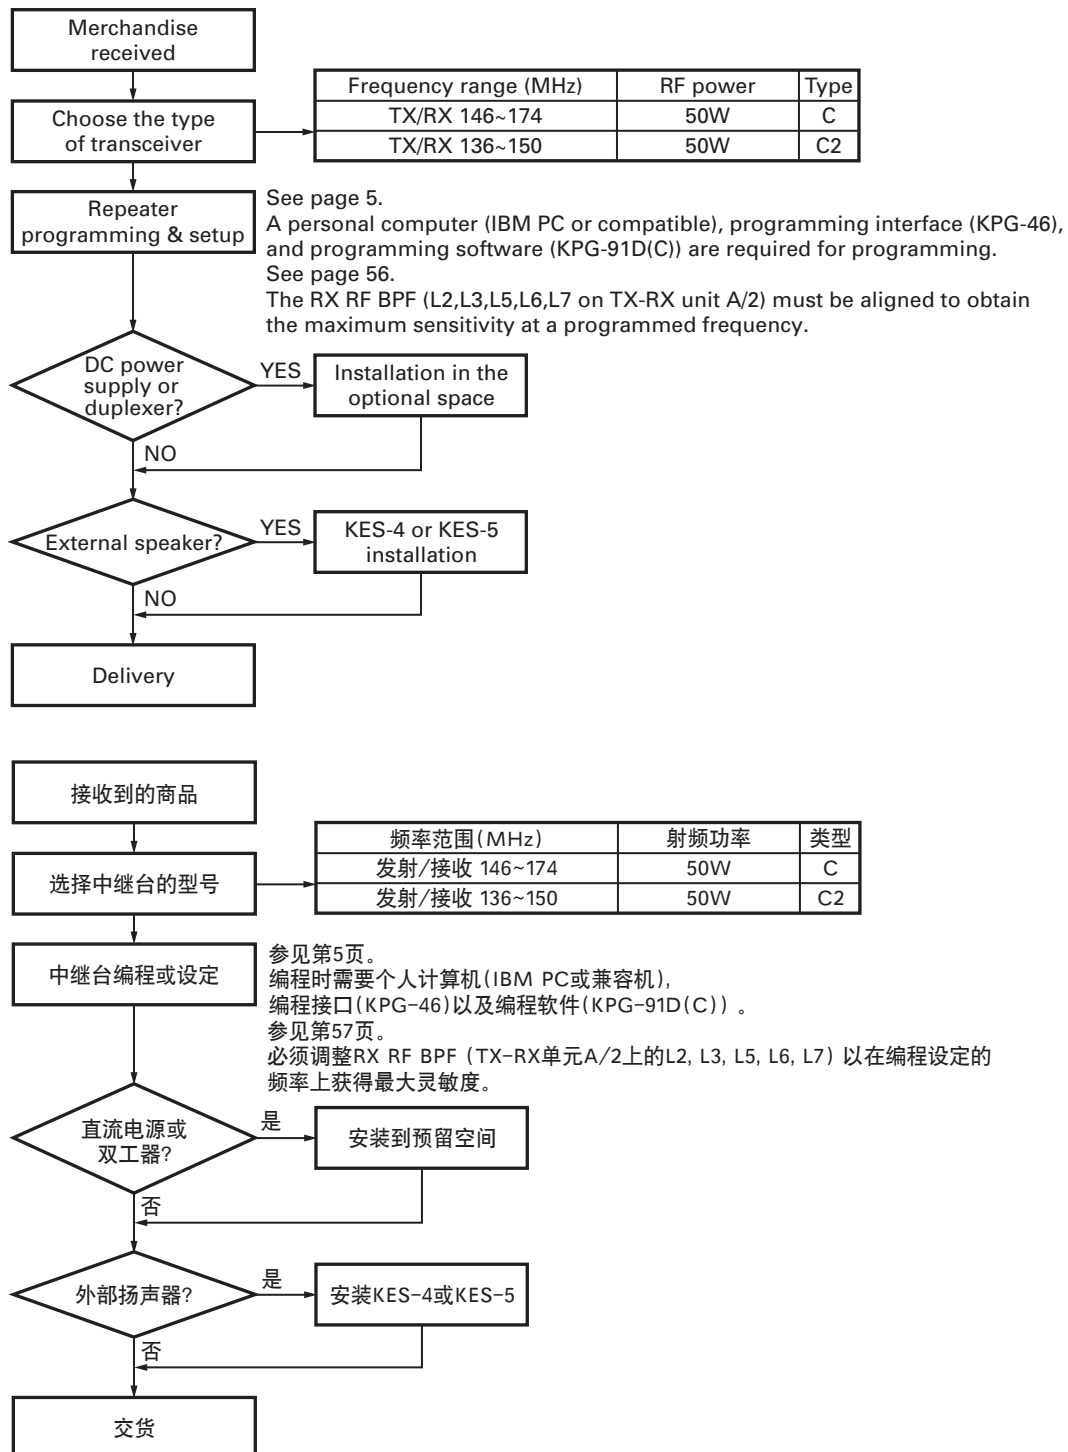 Merchandise
received
Choose the type
of transceiver
Frequency range (MHz) RF power Type
TX/RX 146~174 50W C
TX/RX 136~150 50W C2
Repeater
programming & setup
See page 5.
A personal computer (IBM PC or compatible), programming interface (KPG-46),
and programming software (KPG-91D(C)) are required for programming.
See page 56.
The RX RF BPF (L2,L3,L5,L6,L7 on TX-RX unit A/2) must be aligned to obtain
the maximum sensitivity at a programmed frequency.
DC power
supply or
duplexer?
YES
Installation in the
optional space
NO
External speaker?
YES
KES-4 or KES-5
installation
NO
Delivery
接收到的商品
选择中继台的型号
频率范围(MHz) 射频功率 类型
发射/接收 146~174 50W C
发射/接收 136~150 50W C2
中继台编程或设定
参见第5页。
编程时需要个人计算机(IBM PC或兼容机),
编程接口(KPG-46)以及编程软件(KPG-91D(C)) 。
参见第57页。
必须调整RX RF BPF (TX-RX单元A/2上的L2, L3, L5, L6, L7) 以在编程设定的
频率上获得最大灵敏度。
直流电源或
双工器?
是
安装到预留空间
否
外部扬声器?
是
安装KES-4或KES-5
否
交货